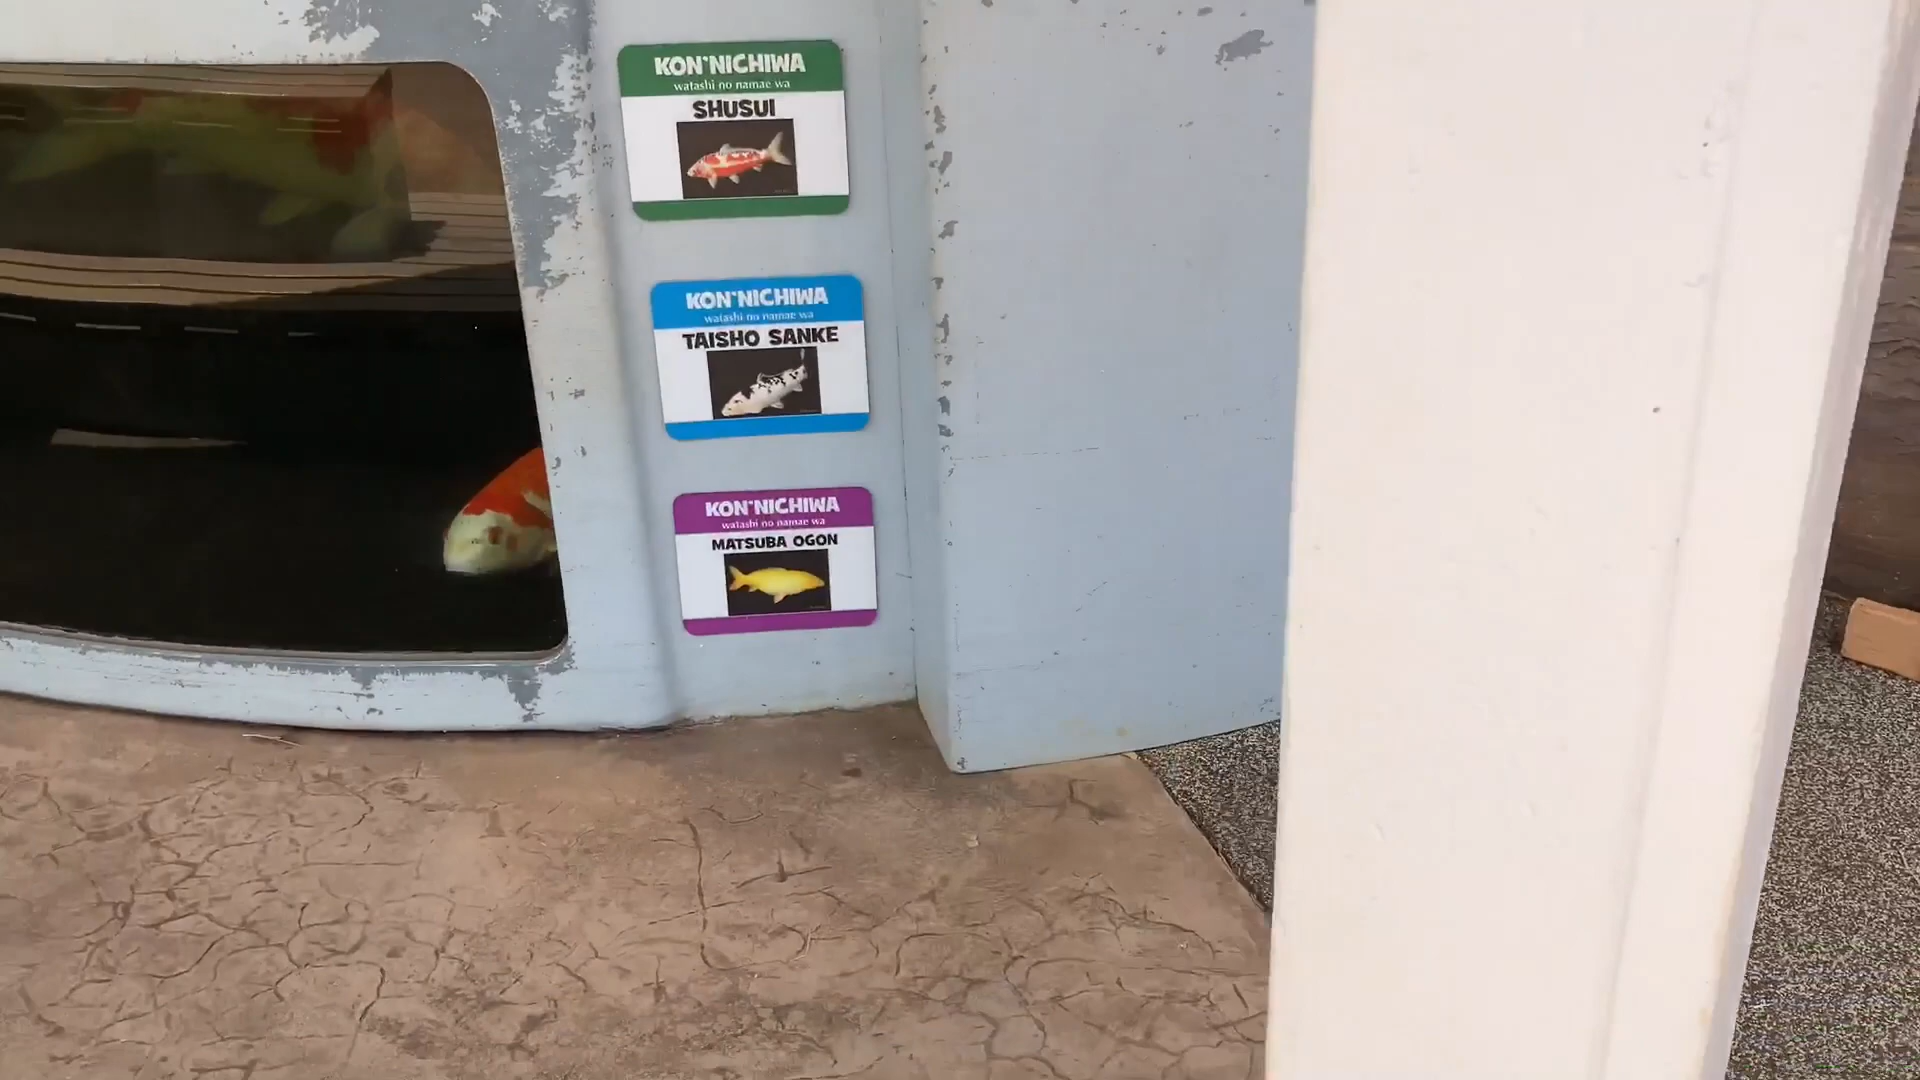 KON'NICHIWA
watashi no namae wa
SHUSUI
KON'NICHIWA
watashi no namae wa
TAISHO SANKE
KON'NICHIWA
watashi no namae wa
MATSUBA OGON